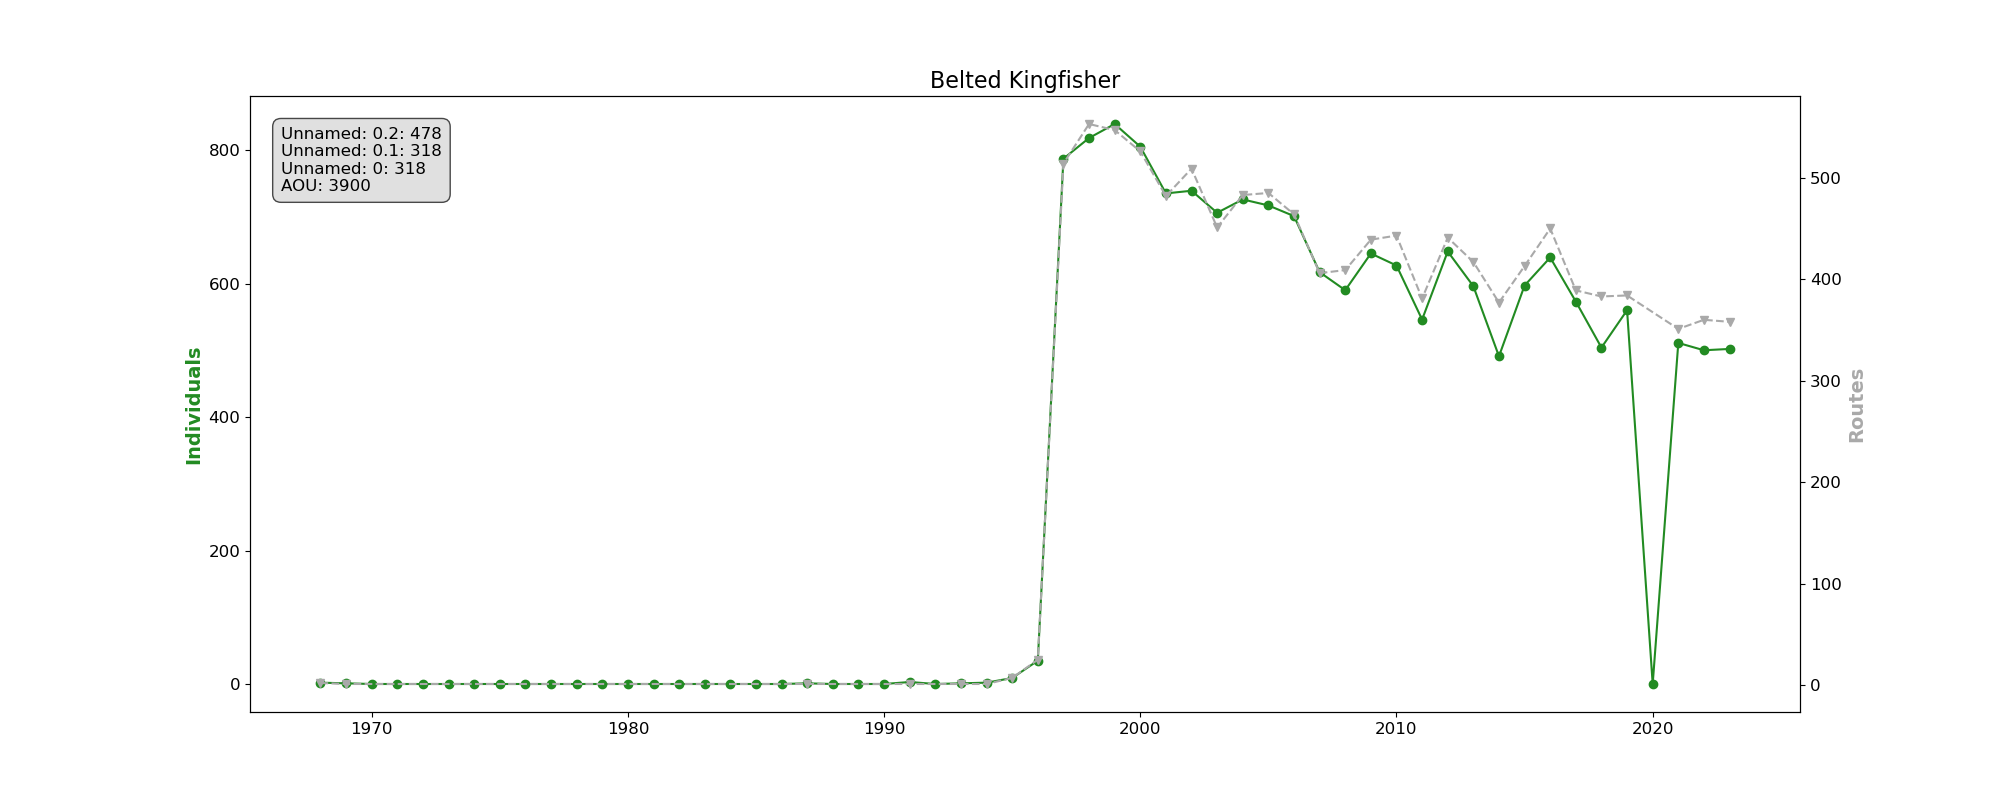 Belted Kingfisher
Unnamed: 0.2: 478
Unnamed: 0.1: 318
Unnamed: 0: 318
AOU: 3900
800
600
400
200
0
Individuals
500
400
300
200
100
0
Routes
1970
1980
1990
2000
2010
2020